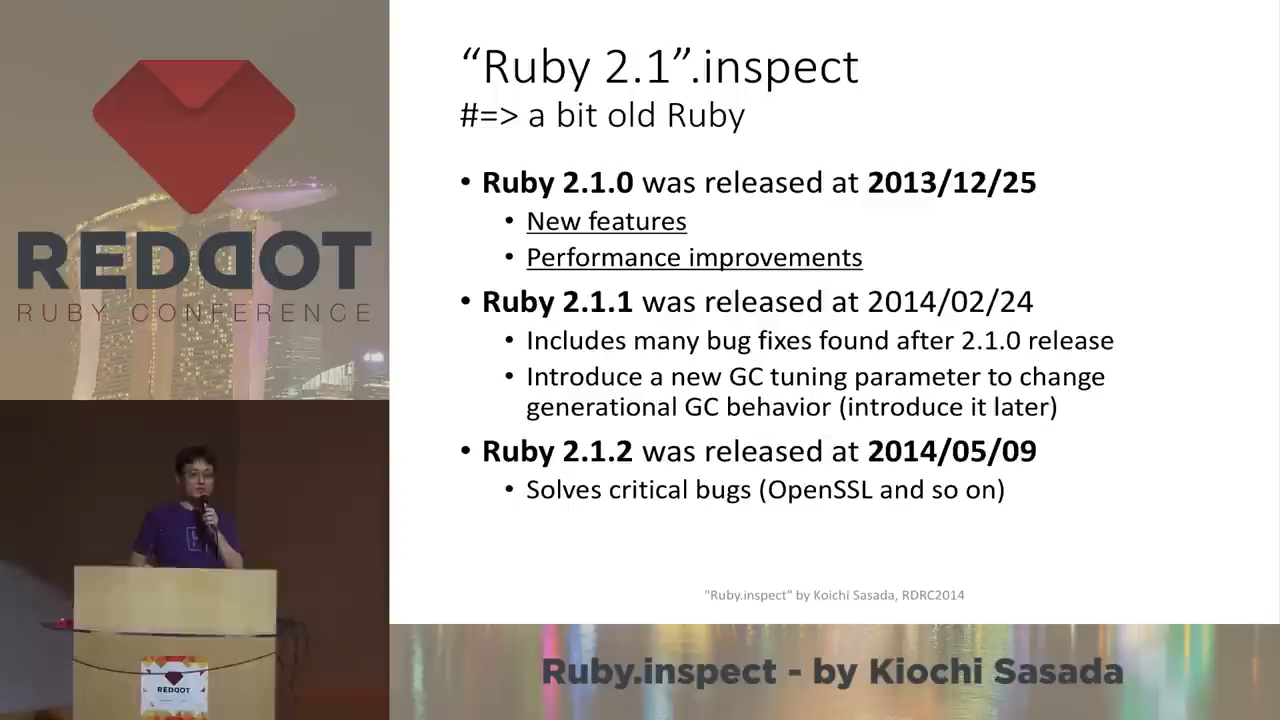 REDDOT
RUBY CONFERENCE
“Ruby 2.1”.inspect
#=> a bit old Ruby
• Ruby 2.1.0 was released at 2013/12/25
• New features
• Performance improvements
• Ruby 2.1.1 was released at 2014/02/24
• Includes many bug fixes found after 2.1.0 release
• Introduce a new GC tuning parameter to change
generational GC behavior (introduce it later)
• Ruby 2.1.2 was released at 2014/05/09
• Solves critical bugs (OpenSSL and so on)
"Ruby.inspect" by Koichi Sasada, RDRC2014
Ruby.inspect - by Kiochi Sasada
REDDOT